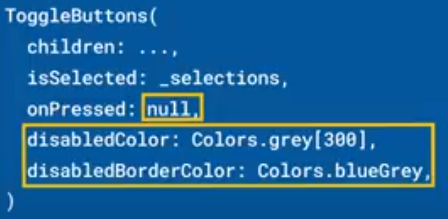 ToggleButtons(
children: ...,
isSelected: _selections,
onPressed: null,
disabledColor: Colors.grey[300],
disabledBorderColor: Colors.blueGrey,
)